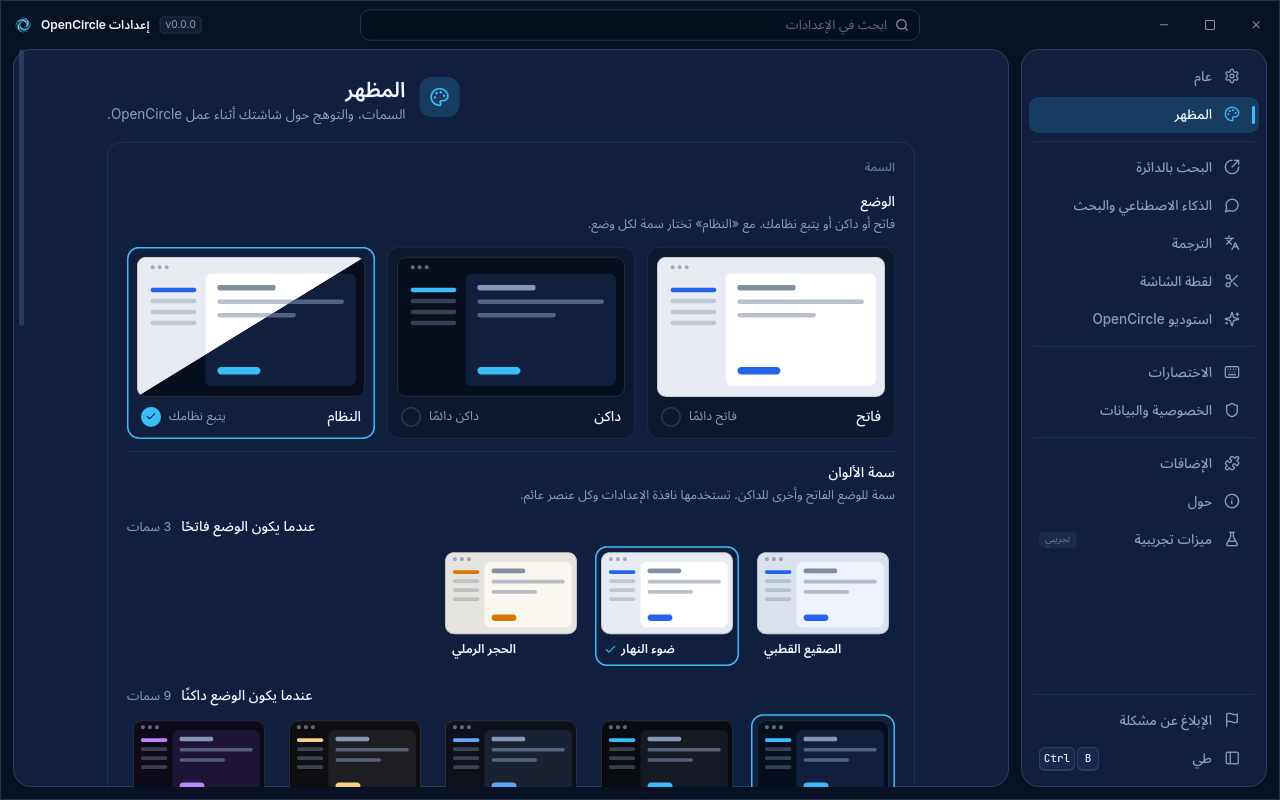 إعدادات OpenCircle
v0.0.0
ابحث في الإعدادات
عام
المظهر
البحث بالدائرة
الذكاء الاصطناعي والبحث
الترجمة
لقطة الشاشة
استوديو OpenCircle
الاختصارات
الخصوصية والبيانات
الإضافات
حول
ميزات تجريبية
تجريبي
الإبلاغ عن مشكلة
طي
Ctrl B
المظهر
السمات، والتوهج حول شاشتك أثناء عمل OpenCircle.
السمة
الوضع
فاتح أو داكن أو يتبع نظامك. مع «النظام» تختار سمة لكل وضع.
فاتح فاتح دائمًا
داكن داكن دائمًا
النظام يتبع نظامك
سمة الألوان
سمة للوضع الفاتح وأخرى للداكن. تستخدمها نافذة الإعدادات وكل عنصر عائم.
عندما يكون الوضع فاتحًا 3 سمات
الصقيع القطبي
ضوء النهار
الحجر الرملي
عندما يكون الوضع داكنًا 9 سمات